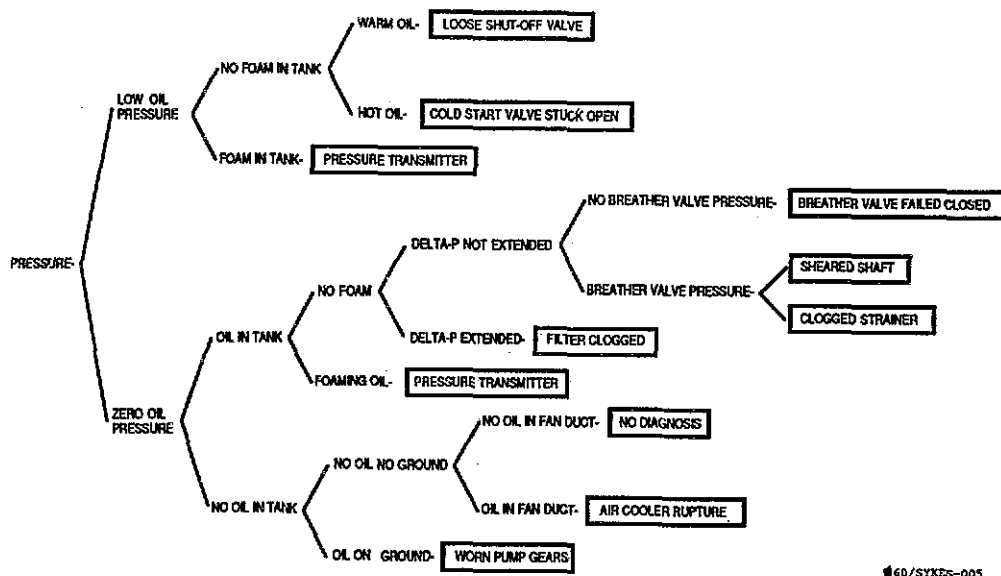 WARM OIL- LOOSE SHUT-OFF VALVE
NO FOAM IN TANK
LOW OIL
PRESSURE
HOT OIL- COLD START VALVE STUCK OPEN
FOAM IN TANK- PRESSURE TRANSMITTER
NO BREATHER VALVE PRESSURE- BREATHER VALVE FAILED CLOSED
DELTA-P NOT EXTENDED
PRESSURE-
SHEARED SHAFT
NO FOAM
BREATHER VALVE PRESSURE-
CLOGGED STRAINER
OIL IN TANK
DELTA-P EXTENDED- FILTER CLOGGED
FOAMING OIL- PRESSURE TRANSMITTER
ZERO OIL
PRESSURE
NO OIL IN FAN DUCT- NO DIAGNOSIS
NO OIL NO GROUND
NO OIL IN TANK
OIL IN FAN DUCT- AIR COOLER RUPTURE
OIL ON GROUND- WORN PUMP GEARS
60/SYKES-005